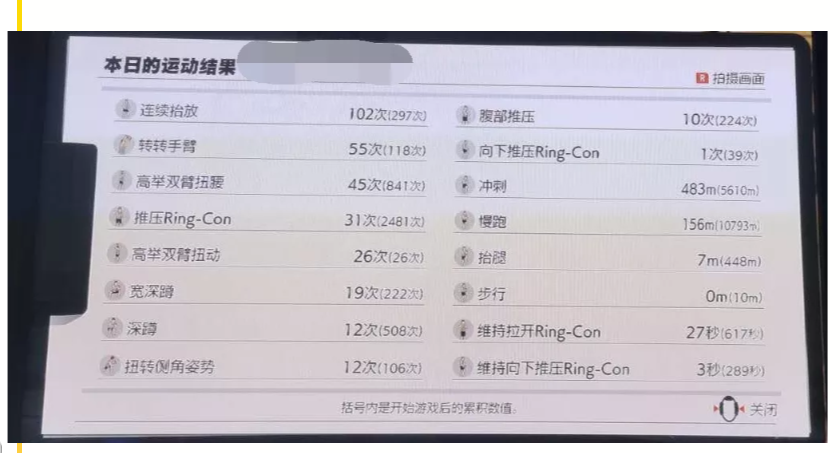 本日的运动结果
R 拍摄画面
连续抬放 102次(297次)
转转手臂 55次(118次)
高举双臂扭腰 45次(841次)
推压Ring-Con 31次(2481次)
高举双臂扭动 26次(26次)
宽深蹲 19次(222次)
深蹲 12次(508次)
扭转侧角姿势 12次(106次)
腹部推压 10次(224次)
向下推压Ring-Con 1次(39次)
冲刺 483m(5610m)
慢跑 156m(10793m)
抬腿 7m(448m)
步行 0m(10m)
维持拉开Ring-Con 27秒(617秒)
维持向下推压Ring-Con 3秒(289秒)
括号内是开始游戏后的累积数值。
关闭